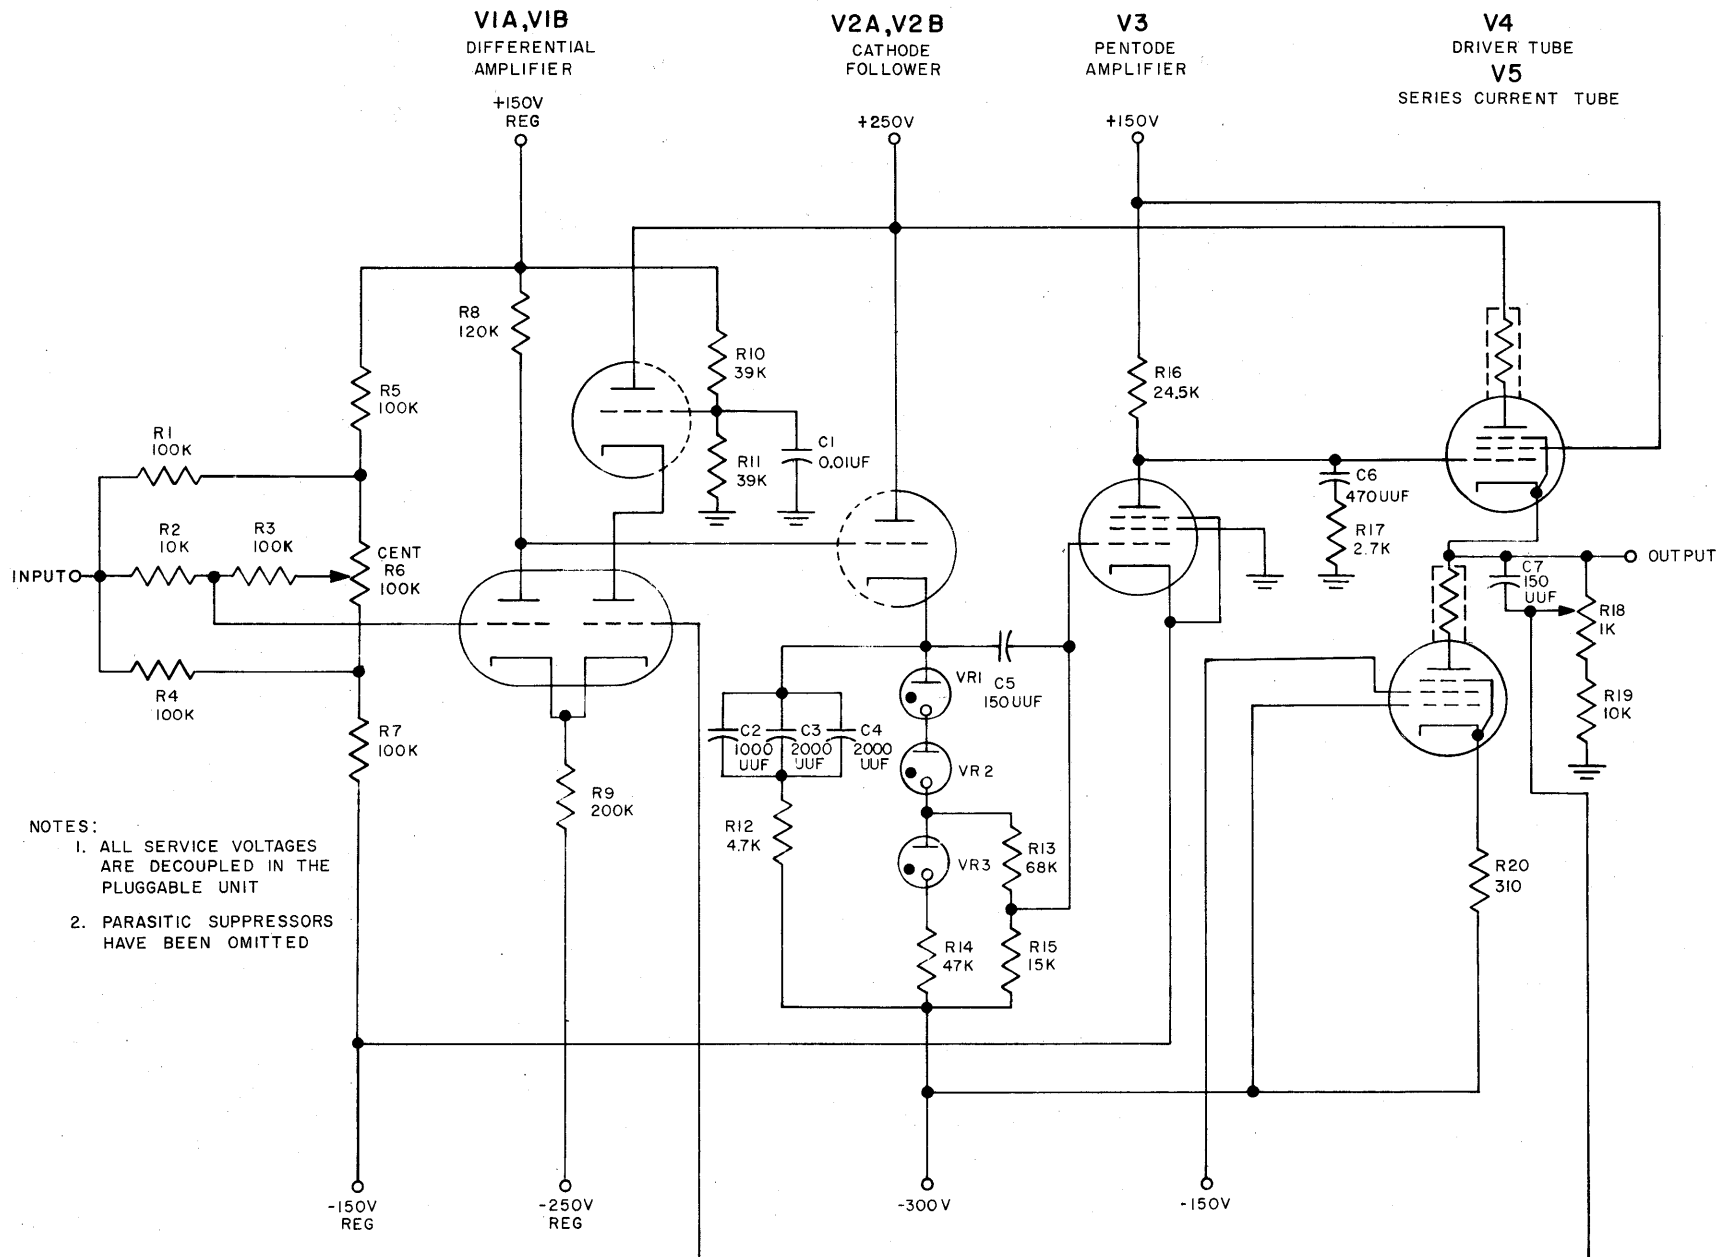 V1A,V1B
DIFFERENTIAL
AMPLIFIER
+150V
REG
V2A,V2B
CATHODE
FOLLOWER
+250V
V3
PENTODE
AMPLIFIER
+150V
V4
DRIVER TUBE
V5
SERIES CURRENT TUBE
R8
120K
R10
39K
R5
100K
R16
24.5K
R1
100K
C1
0.01UF
R11
39K
C6
470UUF
R2
10K
R3
100K
R17
2.7K
CENT
R6
100K
INPUT
OUTPUT
C7
150
UUF
R18
1K
R4
100K
VR1
C5
150UUF
R19
10K
R7
100K
C2
1000
UUF
C3
2000
UUF
C4
2000
UUF
VR2
R9
200K
R12
4.7K
VR3
R13
68K
R20
310
NOTES:
1. ALL SERVICE VOLTAGES
ARE DECOUPLED IN THE
PLUGGABLE UNIT
2. PARASITIC SUPPRESSORS
HAVE BEEN OMITTED
R14
47K
R15
15K
-150V
REG
-250V
REG
-300V
-150V